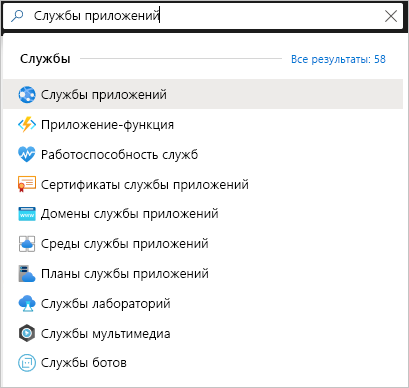 Службы приложений
Службы
Все результаты: 58
Службы приложений
Приложение-функция
Работоспособность служб
Сертификаты службы приложений
Домены службы приложений
Среды службы приложений
Планы службы приложений
Службы лабораторий
Службы мультимедиа
Службы ботов